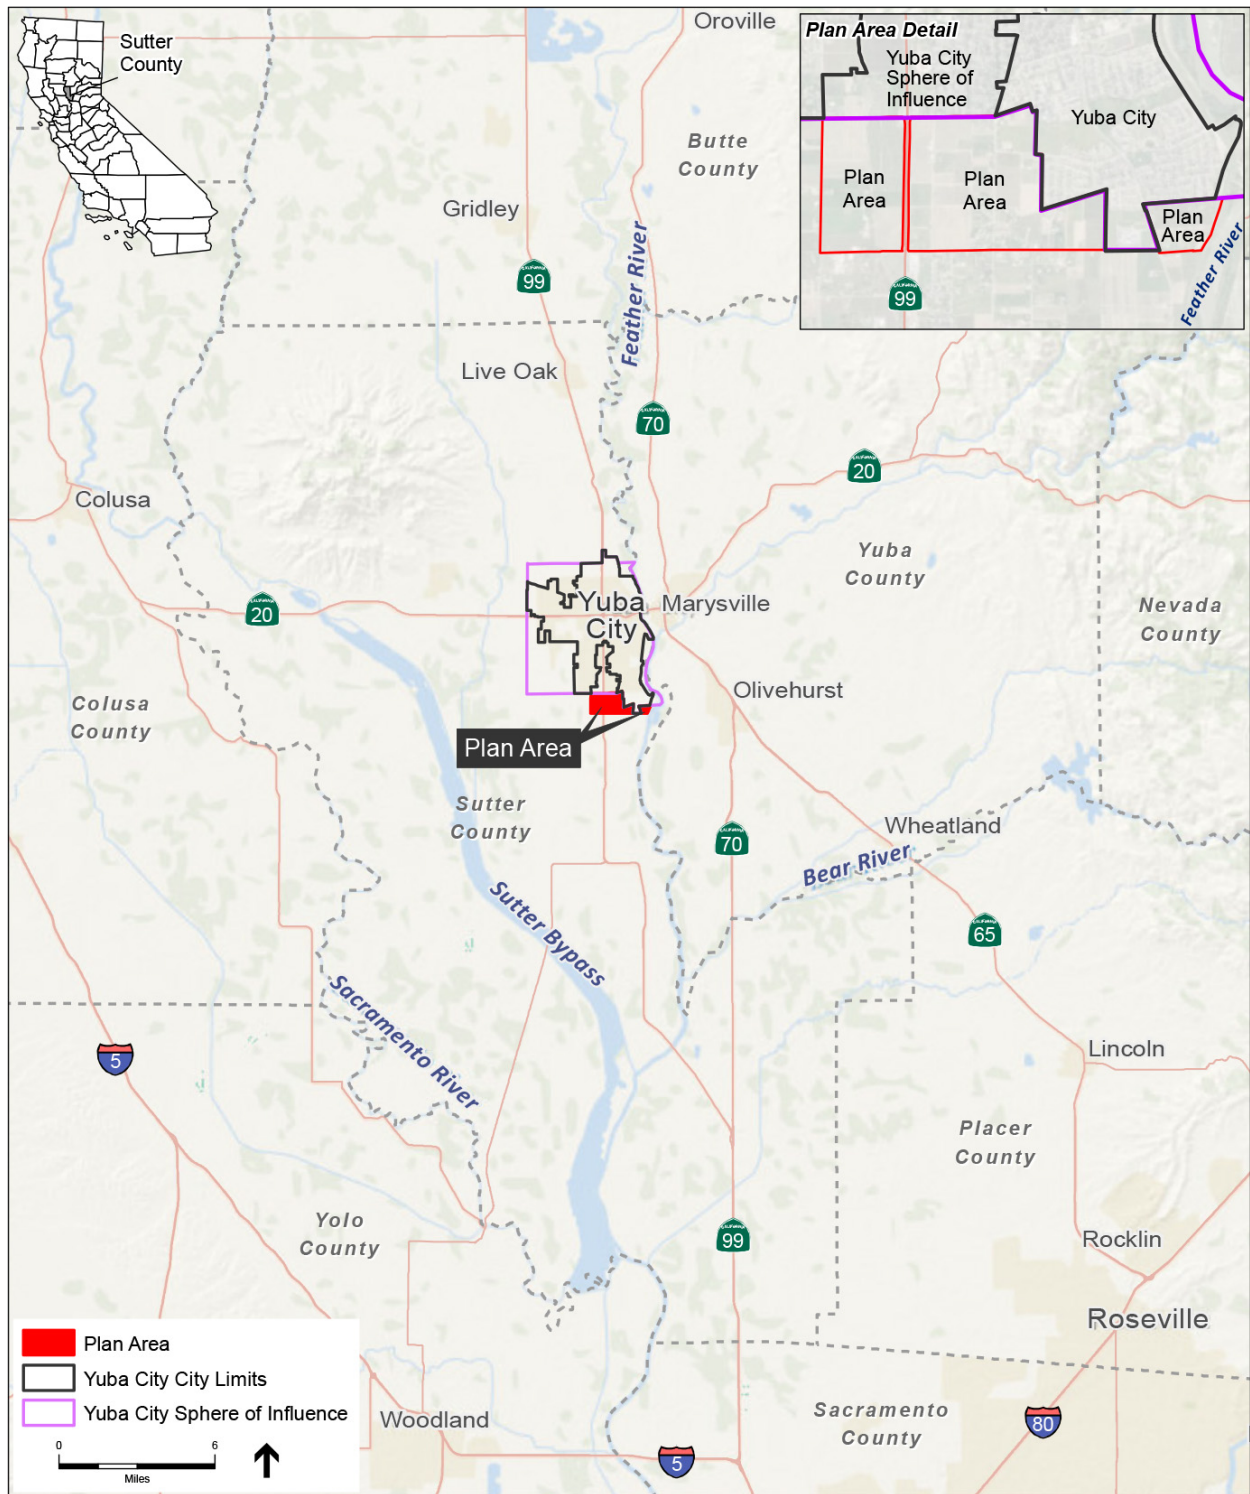 Oroville
Sutter
County
Plan Area Detail
Yuba City
Sphere of
Influence
Yuba City
Plan
Area
Plan
Area
Plan
Area
99
Feather River
Butte
County
Gridley
99
Feather River
Live Oak
70
20
Colusa
Yuba
County
20
Yuba
City
Marysville
Nevada
County
Colusa
County
Olivehurst
Plan Area
Sutter
County
Wheatland
70
Bear River
Sutter Bypass
65
Sacramento River
5
Lincoln
Placer
County
Yolo
County
99
Rocklin
Roseville
Plan Area
Yuba City City Limits
Yuba City Sphere of Influence
0 6
Miles
Woodland
Sacramento
County
80
5